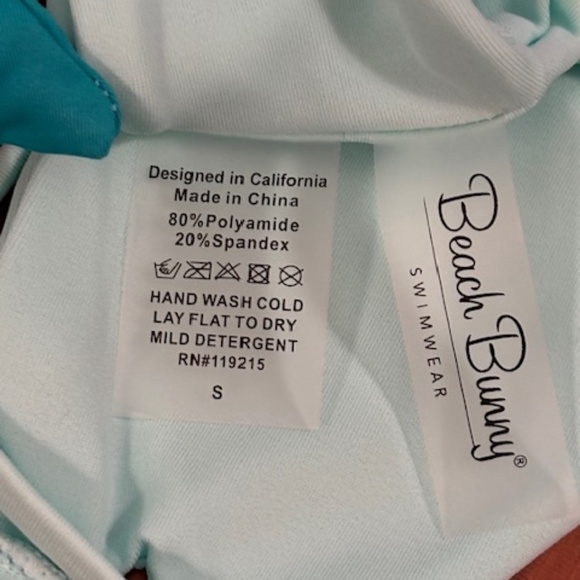 Designed in California
Made in China
80%Polyamide
20%Spandex
HAND WASH COLD
LAY FLAT TO DRY
MILD DETERGENT
RN#119215
S
Beach Bunny®
SWIMWEAR